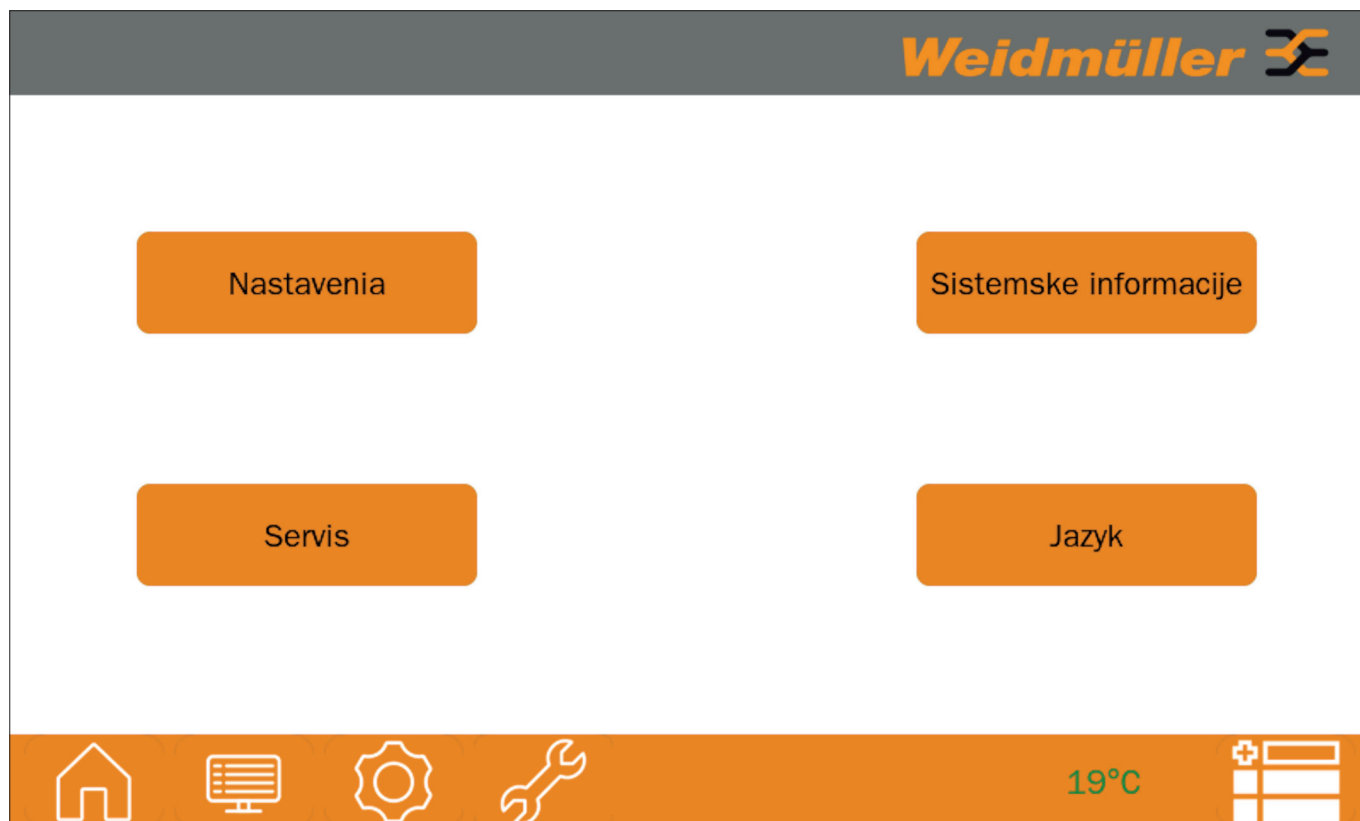 Weidmüller
Nastavenia
Sistemske informacije
Servis
Jazyk
19°C